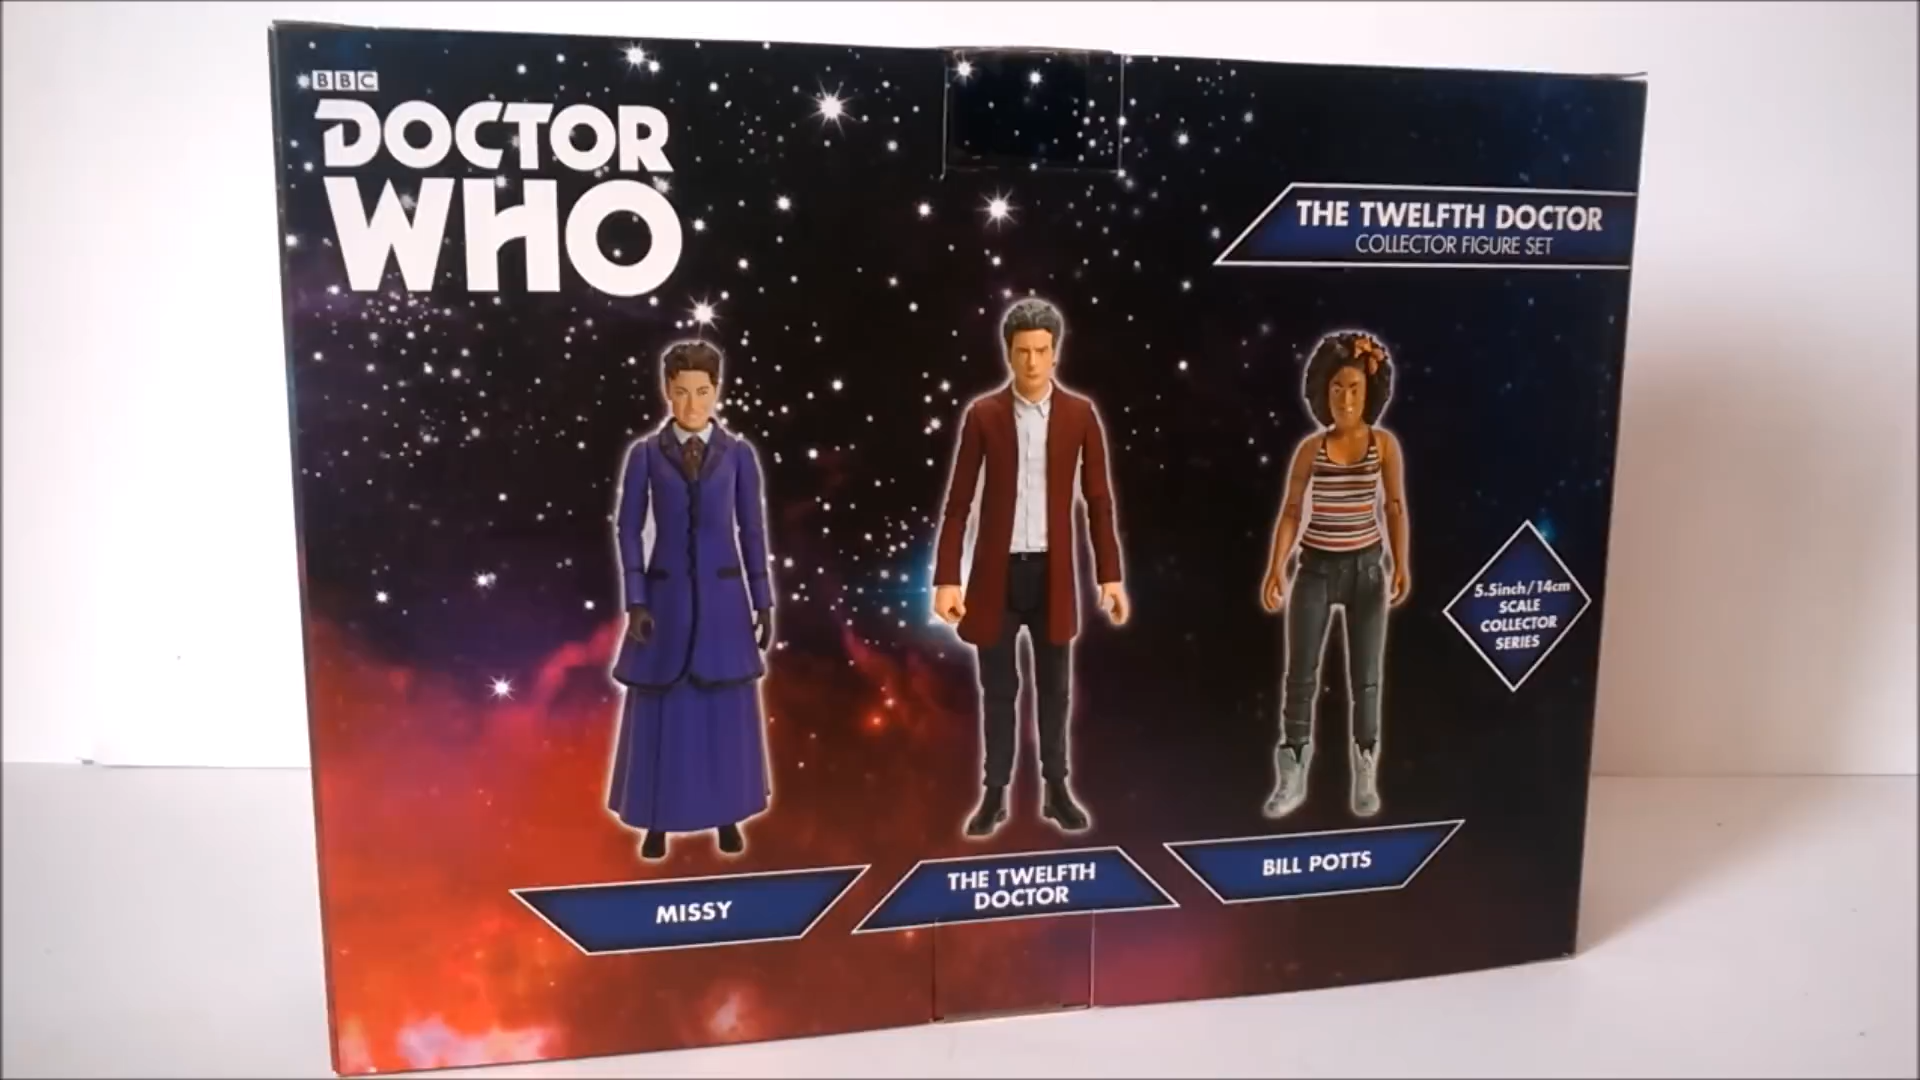 BBC
DOCTOR
WHO
THE TWELFTH DOCTOR
COLLECTOR FIGURE SET
5.5inch/14cm
SCALE
COLLECTOR
SERIES
MISSY
THE TWELFTH
DOCTOR
BILL POTTS